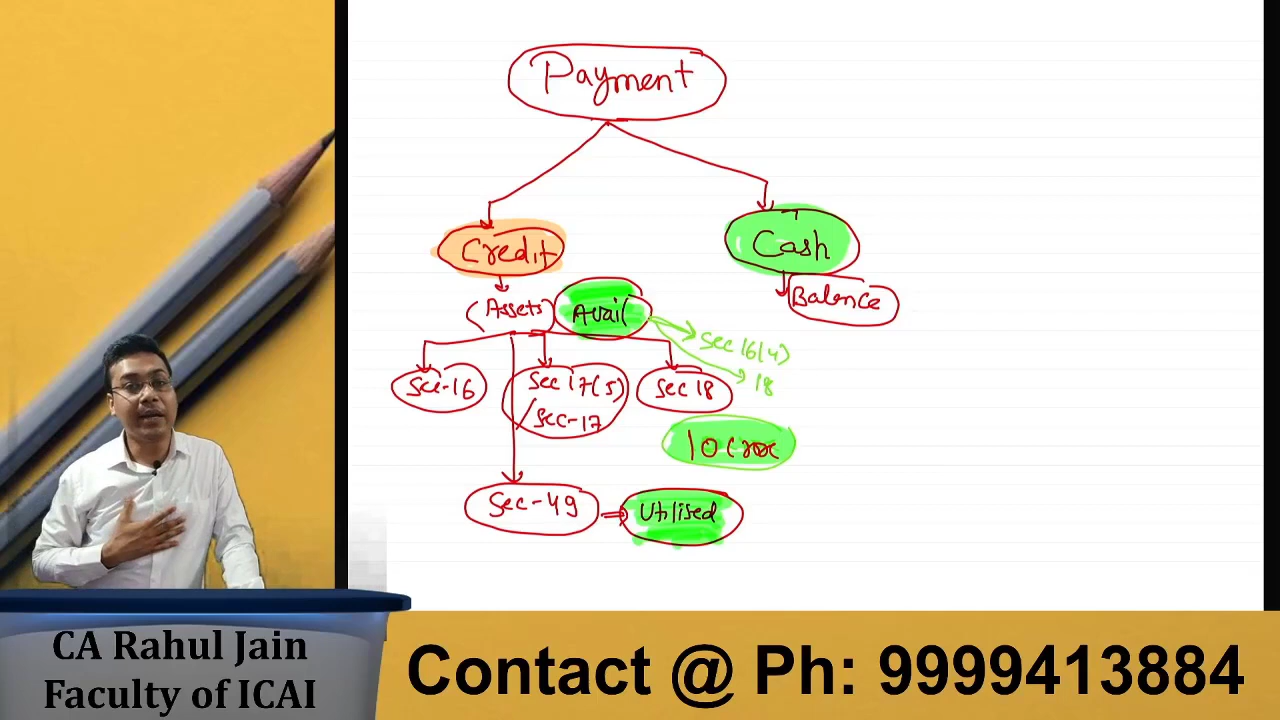 Payment
Credit
Cash
(Assets)
Avail
Balance
Sec 16(4)
18
Sec-16
Sec 17(5)
/Sec-17
Sec 18
10 crore
Sec-49
Utilised
CA Rahul Jain
Faculty of ICAI
Contact @ Ph: 9999413884